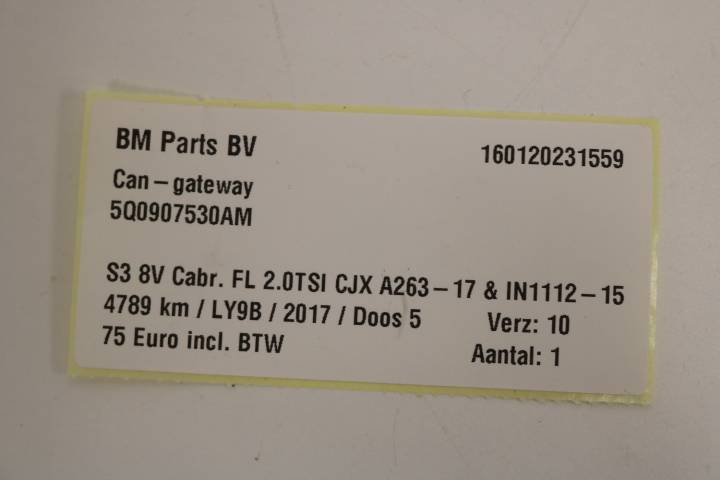 BM Parts BV 160120231559
Can-gateway
5Q0907530AM
S3 8V Cabr. FL 2.0TSI CJX A263-17 & IN1112-15
4789 km / LY9B / 2017 / Doos 5 Verz: 10
75 Euro incl. BTW Aantal: 1